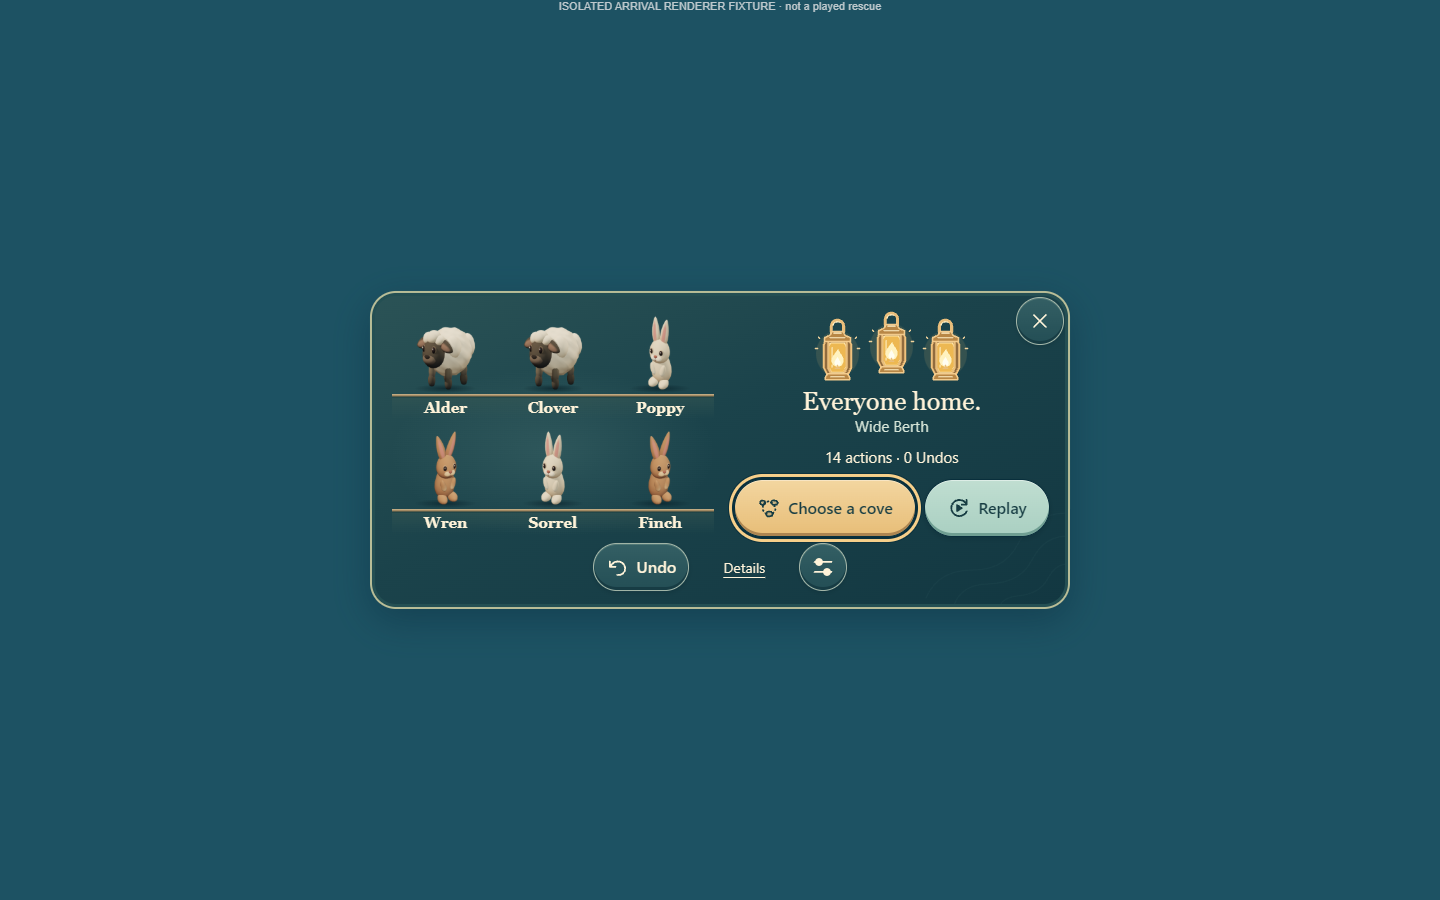 ISOLATED ARRIVAL RENDERER FIXTURE · not a played rescue
Alder Clover Poppy
Wren Sorrel Finch
Everyone home.
Wide Berth
14 actions · 0 Undos
Choose a cove Replay
Undo Details